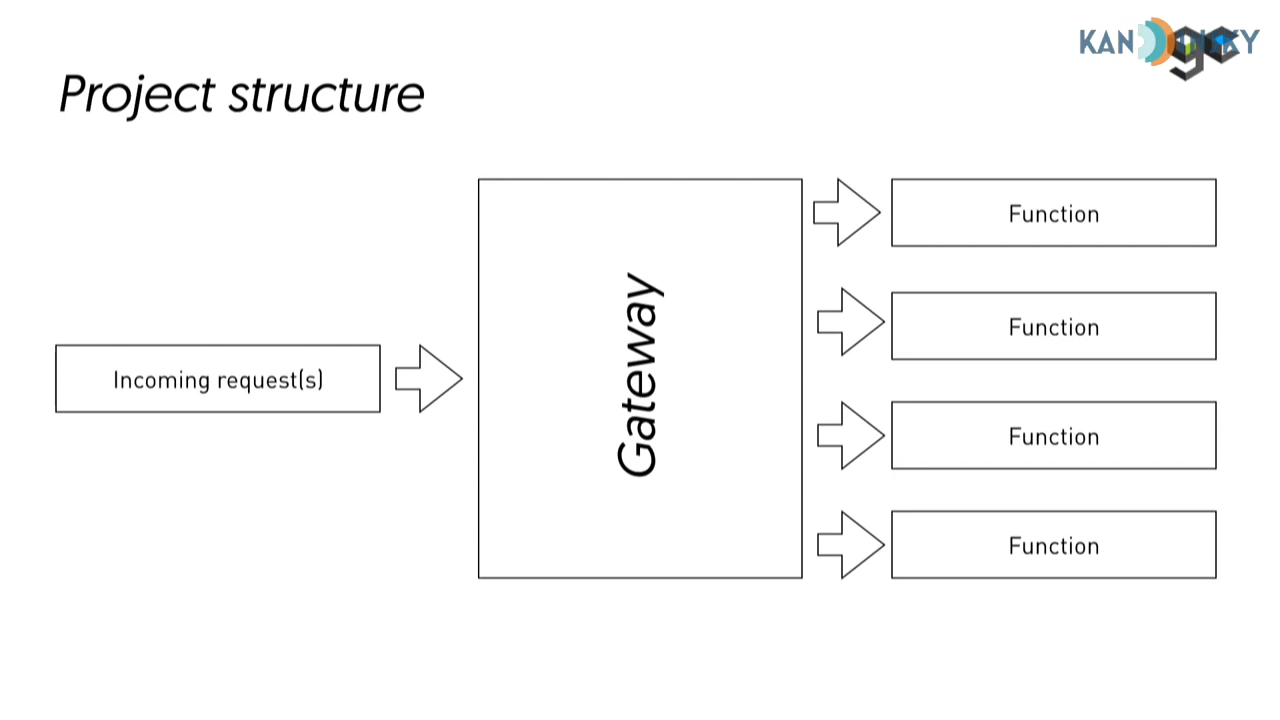 Project structure
Incoming request(s)
Gateway
Function
Function
Function
Function